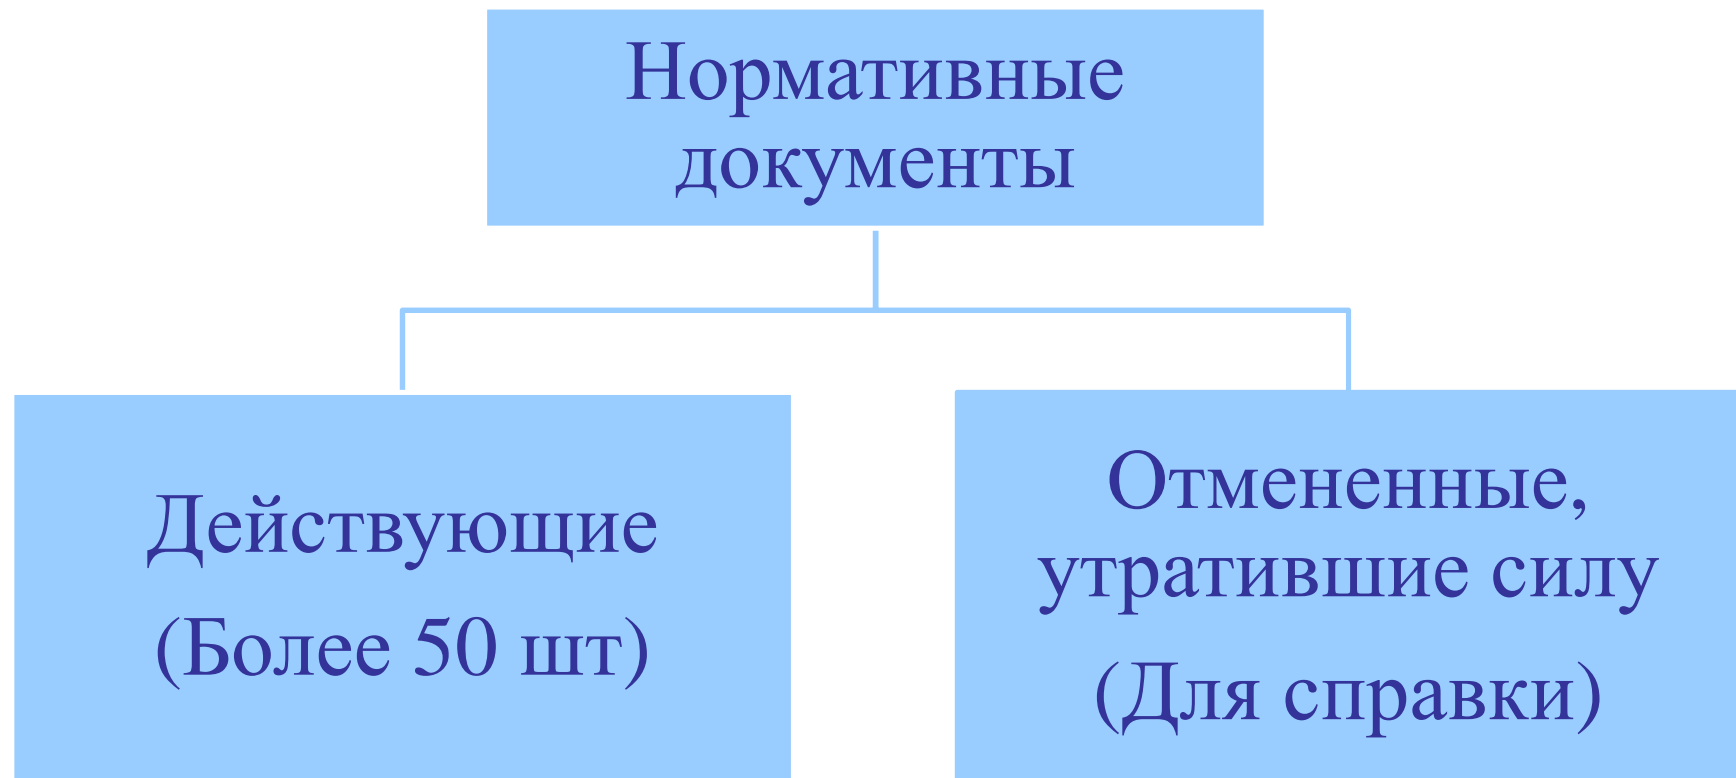 Нормативные
документы
Действующие
(Более 50 шт)
Отмененные,
утратившие силу
(Для справки)